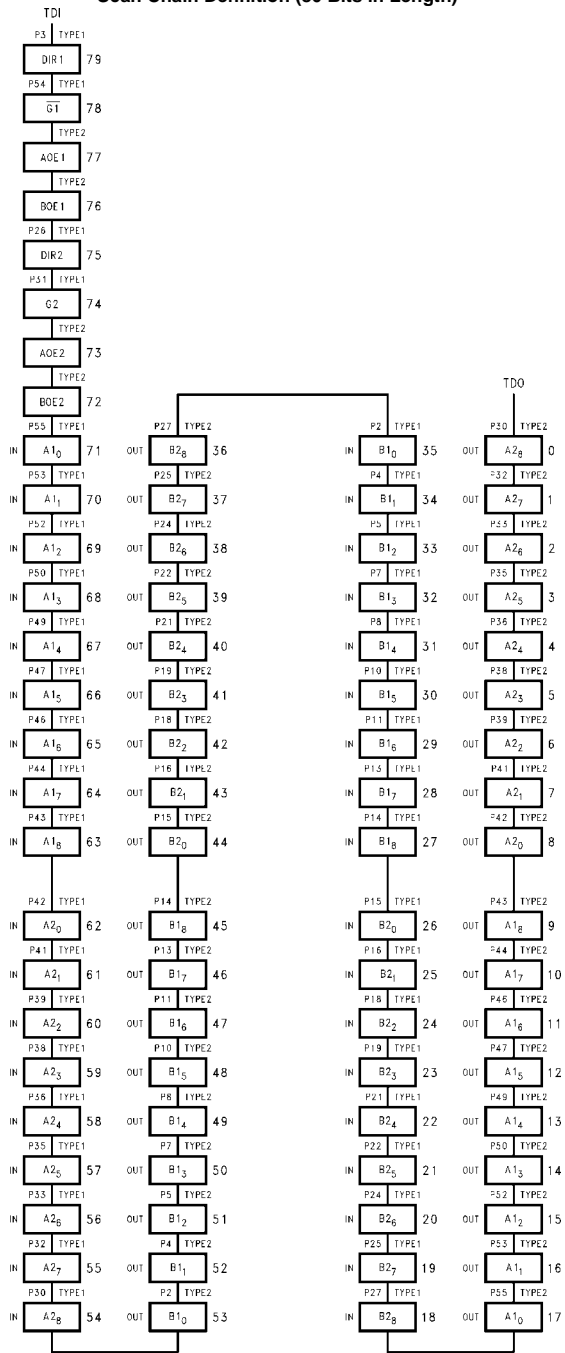 Scan Chain Definition (80 Bits in Length)
TDI
P3 TYPE1
DIR1 79
P54 TYPE1
G̅1̅ 78
TYPE2
AOE1 77
TYPE2
BOE1 76
P26 TYPE1
DIR2 75
P31 TYPE1
G2 74
TYPE2
AOE2 73
TYPE2
BOE2 72
P55 TYPE1
IN A1₀ 71
P53 TYPE1
IN A1₁ 70
P52 TYPE1
IN A1₂ 69
P50 TYPE1
IN A1₃ 68
P49 TYPE1
IN A1₄ 67
P47 TYPE1
IN A1₅ 66
P46 TYPE1
IN A1₆ 65
P44 TYPE1
IN A1₇ 64
P43 TYPE1
IN A1₈ 63
P42 TYPE1
IN A2₀ 62
P41 TYPE1
IN A2₁ 61
P39 TYPE1
IN A2₂ 60
P38 TYPE1
IN A2₃ 59
P36 TYPE1
IN A2₄ 58
P35 TYPE1
IN A2₅ 57
P33 TYPE1
IN A2₆ 56
P32 TYPE1
IN A2₇ 55
P30 TYPE1
IN A2₈ 54
P27 TYPE2
OUT B2₈ 36
P25 TYPE2
OUT B2₇ 37
P24 TYPE2
OUT B2₆ 38
P22 TYPE2
OUT B2₅ 39
P21 TYPE2
OUT B2₄ 40
P19 TYPE2
OUT B2₃ 41
P18 TYPE2
OUT B2₂ 42
P16 TYPE2
OUT B2₁ 43
P15 TYPE2
OUT B2₀ 44
P14 TYPE2
OUT B1₈ 45
P13 TYPE2
OUT B1₇ 46
P11 TYPE2
OUT B1₆ 47
P10 TYPE2
OUT B1₅ 48
P8 TYPE2
OUT B1₄ 49
P7 TYPE2
OUT B1₃ 50
P5 TYPE2
OUT B1₂ 51
P4 TYPE2
OUT B1₁ 52
P2 TYPE2
OUT B1₀ 53
P2 TYPE1
IN B1₀ 35
P4 TYPE1
IN B1₁ 34
P5 TYPE1
IN B1₂ 33
P7 TYPE1
IN B1₃ 32
P8 TYPE1
IN B1₄ 31
P10 TYPE1
IN B1₅ 30
P11 TYPE1
IN B1₆ 29
P13 TYPE1
IN B1₇ 28
P14 TYPE1
IN B1₈ 27
P15 TYPE1
IN B2₀ 26
P16 TYPE1
IN B2₁ 25
P18 TYPE1
IN B2₂ 24
P19 TYPE1
IN B2₃ 23
P21 TYPE1
IN B2₄ 22
P22 TYPE1
IN B2₅ 21
P24 TYPE1
IN B2₆ 20
P25 TYPE1
IN B2₇ 19
P27 TYPE1
IN B2₈ 18
TDO
P30 TYPE2
OUT A2₈ 0
P32 TYPE2
OUT A2₇ 1
P33 TYPE2
OUT A2₆ 2
P35 TYPE2
OUT A2₅ 3
P36 TYPE2
OUT A2₄ 4
P38 TYPE2
OUT A2₃ 5
P39 TYPE2
OUT A2₂ 6
P41 TYPE2
OUT A2₁ 7
P42 TYPE2
OUT A2₀ 8
P43 TYPE2
OUT A1₈ 9
P44 TYPE2
OUT A1₇ 10
P46 TYPE2
OUT A1₆ 11
P47 TYPE2
OUT A1₅ 12
P49 TYPE2
OUT A1₄ 13
P50 TYPE2
OUT A1₃ 14
P52 TYPE2
OUT A1₂ 15
P53 TYPE2
OUT A1₁ 16
P55 TYPE2
OUT A1₀ 17